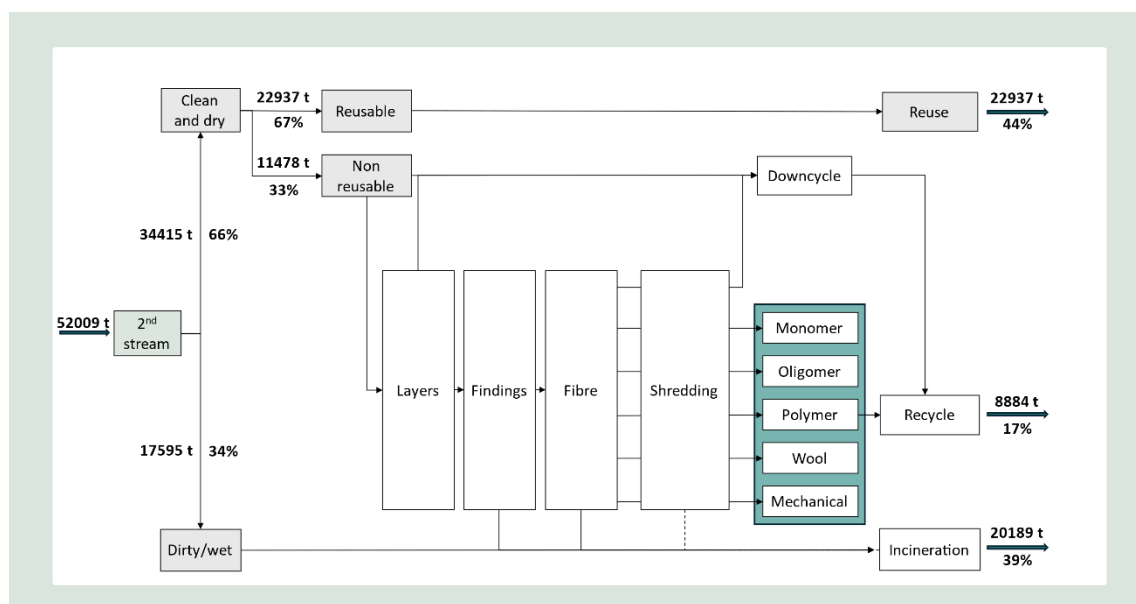 Clean
and dry
22937 t
67%
Reusable
Reuse
22937 t
44%
11478 t
33%
Non
reusable
Downcycle
34415 t 66%
52009 t
2nd
stream
Layers
Findings
Fibre
Shredding
Monomer
Oligomer
Polymer
Wool
Mechanical
Recycle
8884 t
17%
17595 t 34%
Dirty/wet
Incineration
20189 t
39%